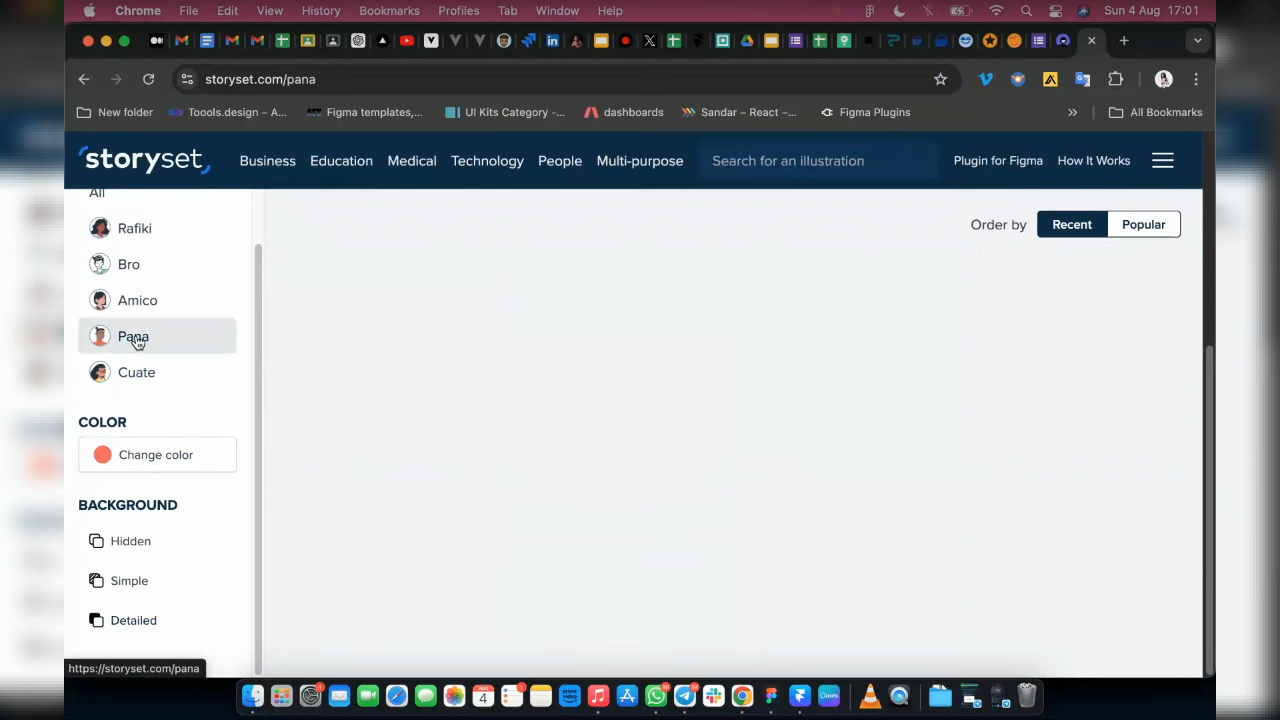 Chrome File Edit View History Bookmarks Profiles Tab Window Help Sun 4 Aug 17:01
storyset.com/pana
New folder Toools.design – A... Figma templates,... UI Kits Category -... dashboards Sandar – React –... Figma Plugins » All Bookmarks
storyset Business Education Medical Technology People Multi-purpose Search for an illustration Plugin for Figma How It Works
All
Order by Recent Popular
Rafiki
Bro
Amico
Pana
Cuate
COLOR
Change color
BACKGROUND
Hidden
Simple
Detailed
https://storyset.com/pana